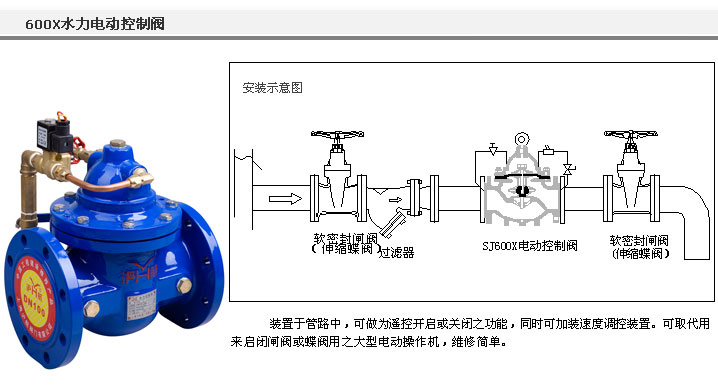 600X水力电动控制阀
安装示意图
软密封闸阀
(伸缩蝶阀)
过滤器
SJ600X电动控制阀
软密封闸阀
(伸缩蝶阀)
DN100
装置于管路中，可做为遥控开启或关闭之功能，同时可加装速度调控装置。可取代用
来启闭闸阀或蝶阀用之大型电动操作机，维修简单。